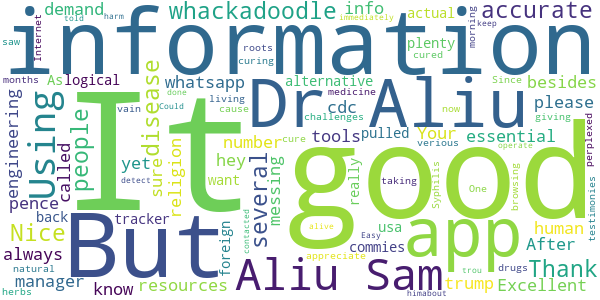 saw
told
harm
Internet
demand
whackadoodle
info
actual
accurate
information
As
roots
curing
plenty
cured
immediately
morning
keep
months
logical
whatsapp
living
alternative
Since
medicine
now
besides
giving
engineering
Using
people
disease
Could
vain
done
cause
cdc
challenges
please
perplexed
It
Dr Aliu
good
called
yet
sure
religion
number
cure
tools
pulled
verious
Your
essential
operate
hey
want
detect
several
messing
really
taking
usa
Syphilis
One
browsing
app
human
testimonies
pence
back
tracker
But
Nice
always
foreign
commies
After
drugs
trou
Thank
manager
know
resources
contacted
Aliu Sam
alive
Easy
appreciate
trump
Excellent
natural
herbs
himabout